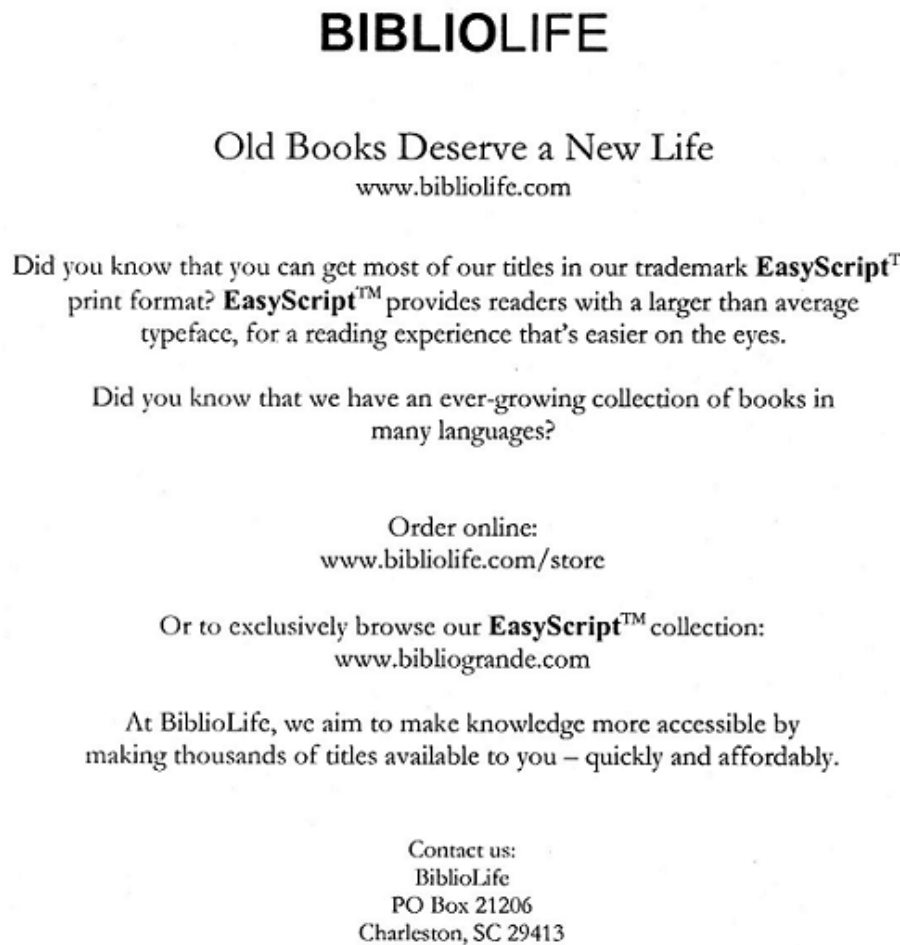 BIBLIOLIFE
Old Books Deserve a New Life
www.bibliolife.com
Did you know that you can get most of our titles in our trademark EasyScriptT
print format? EasyScript™ provides readers with a larger than average
typeface, for a reading experience that's easier on the eyes.
Did you know that we have an ever-growing collection of books in
many languages?
Order online:
www.bibliolife.com/store
Or to exclusively browse our EasyScript™ collection:
www.bibliogrande.com
At BiblioLife, we aim to make knowledge more accessible by
making thousands of titles available to you – quickly and affordably.
Contact us:
BiblioLife
PO Box 21206
Charleston, SC 29413